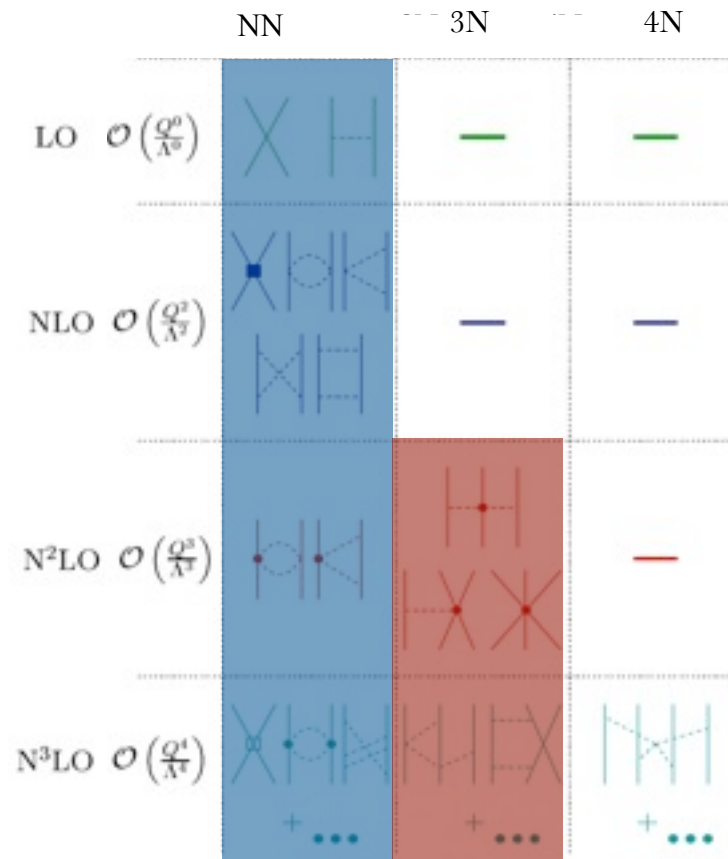 NN 3N 4N
LO 𝒪(Q⁰/Λ⁰)
NLO 𝒪(Q²/Λ²)
N²LO 𝒪(Q³/Λ³)
N³LO 𝒪(Q⁴/Λ⁴)
+ ... + ... + ...